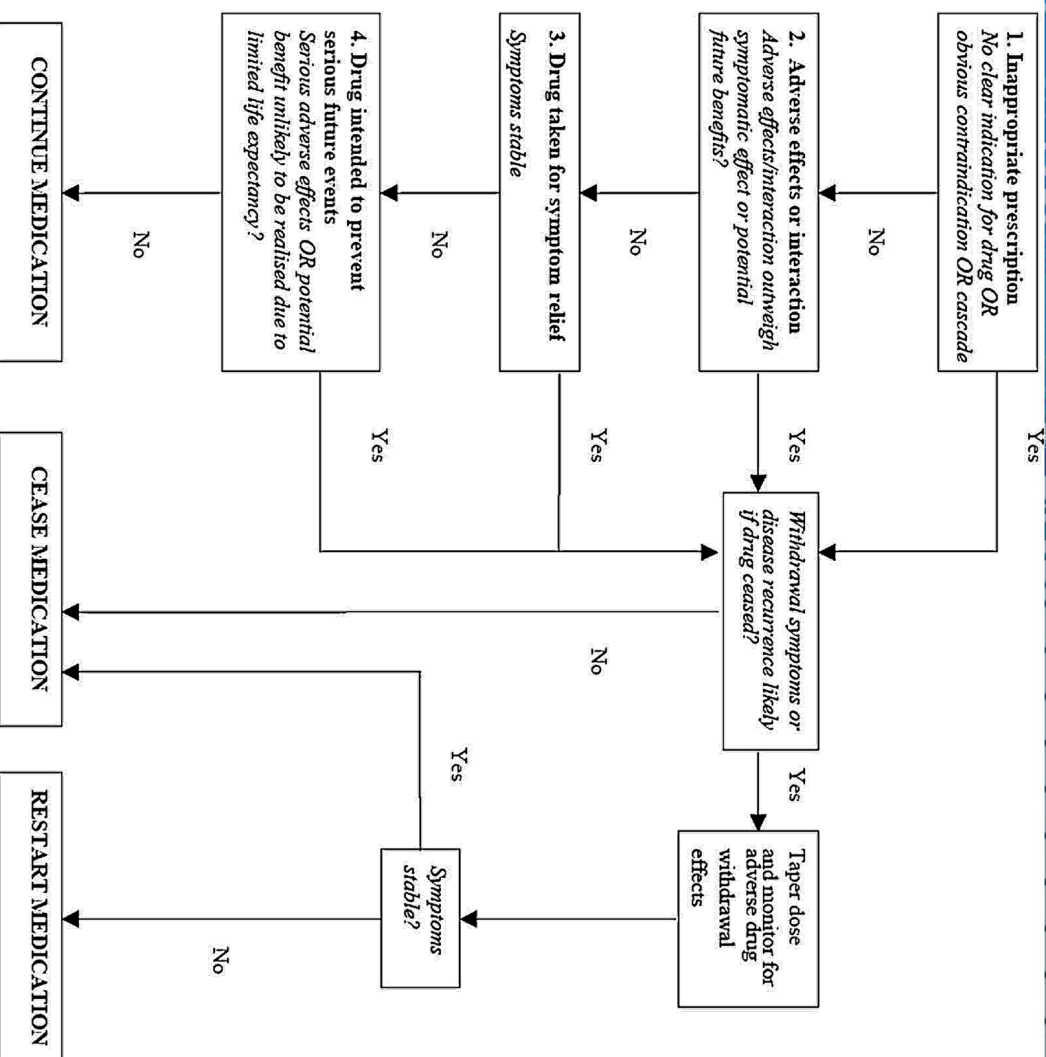 1. Inappropriate prescription
No clear indication for drug OR
obvious contraindication OR cascade
Yes
No
2. Adverse effects or interaction
Adverse effects/interaction outweigh
symptomatic effect or potential
future benefits?
Yes
Withdrawal symptoms or
disease recurrence likely
if drug ceased?
Yes
Taper dose
and monitor for
adverse drug
withdrawal
effects
No
3. Drug taken for symptom relief
Symptoms stable
Yes
No
No
4. Drug intended to prevent
serious future events
Serious adverse effects OR potential
benefit unlikely to be realised due to
limited life expectancy?
Yes
Yes
Symptoms
stable?
No
No
CONTINUE MEDICATION
CEASE MEDICATION
RESTART MEDICATION